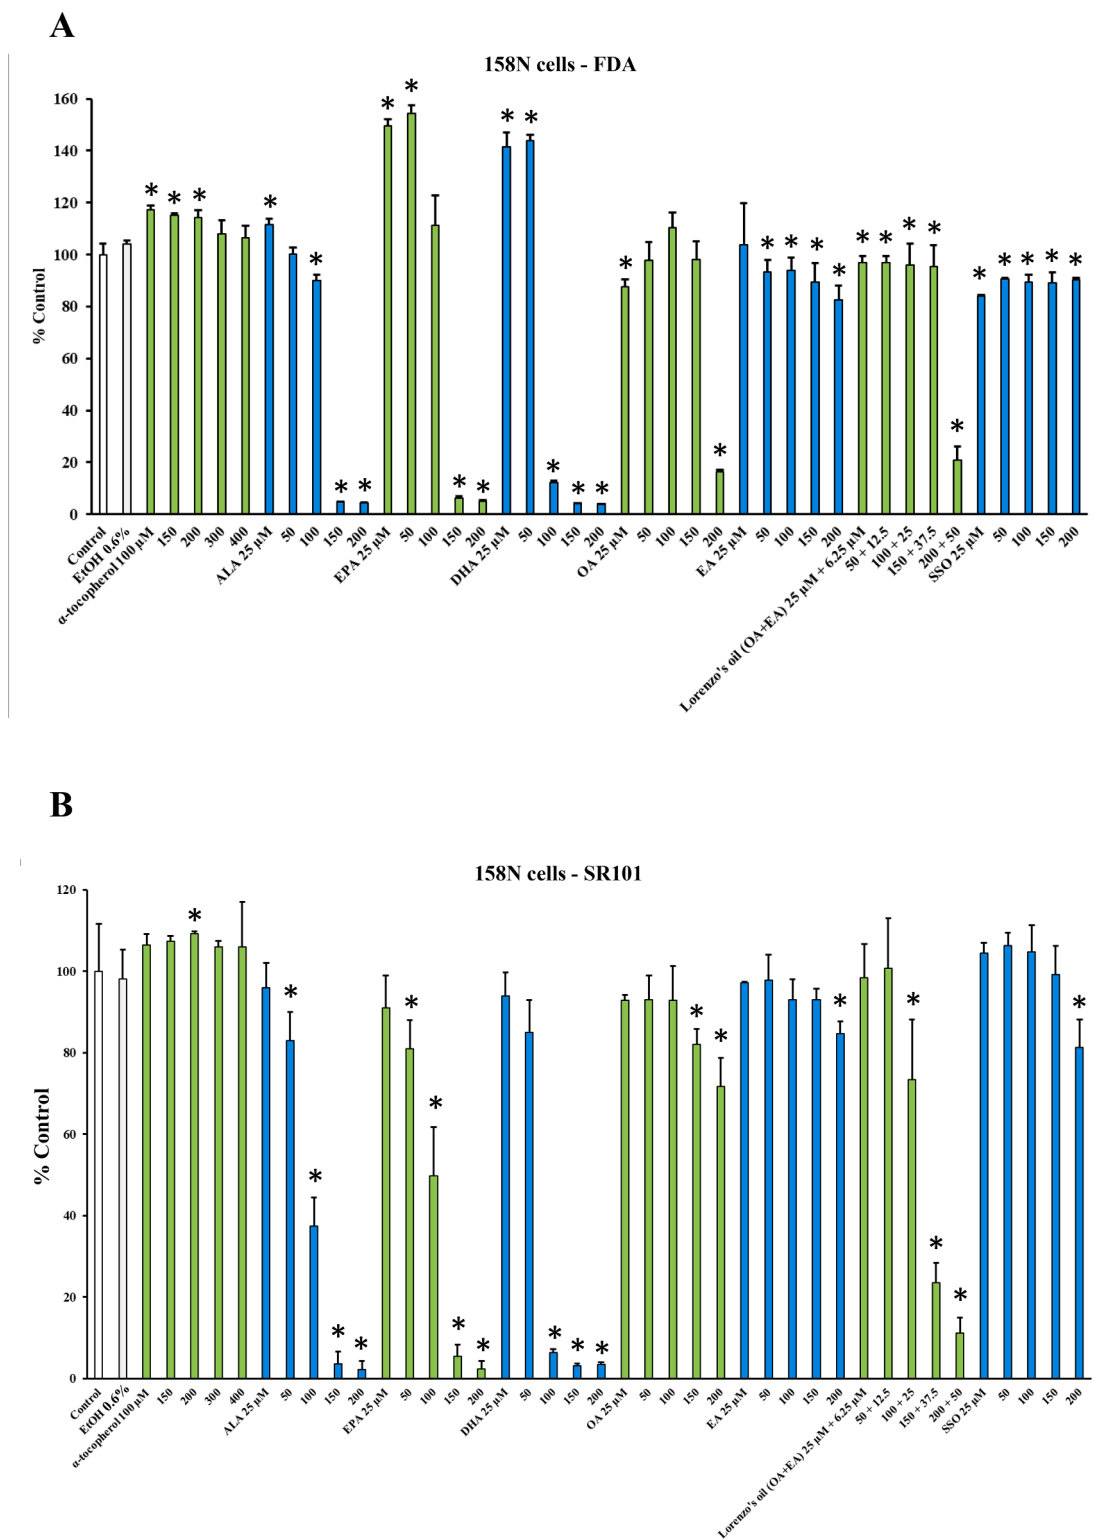 A
158N cells - FDA
% Control
160
140
120
100
80
60
40
20
0
* * * * * * * * * * * * * * * * * * * * * * * * * * * * * *
Control
EtOH 0.6%
α-tocopherol 100 μM
150
200
300
400
ALA 25 μM
50
100
150
200
EPA 25 μM
50
100
150
200
DHA 25 μM
50
100
150
200
OA 25 μM
50
100
150
200
EA 25 μM
50
100
150
200
Lorenzo's oil (OA+EA) 25 μM + 6.25 μM
50 + 12.5
100 + 25
150 + 37.5
200 + 50
SSO 25 μM
50
100
150
200
B
158N cells - SR101
% Control
120
100
80
60
40
20
0
* * * * * * * * * * * * * * * * * * *
Control
EtOH 0.6%
α-tocopherol 100 μM
150
200
300
400
ALA 25 μM
50
100
150
200
EPA 25 μM
50
100
150
200
DHA 25 μM
50
100
150
200
OA 25 μM
50
100
150
200
EA 25 μM
50
100
150
200
Lorenzo's oil (OA+EA) 25 μM + 6.25 μM
50 + 12.5
100 + 25
150 + 37.5
200 + 50
SSO 25 μM
50
100
150
200